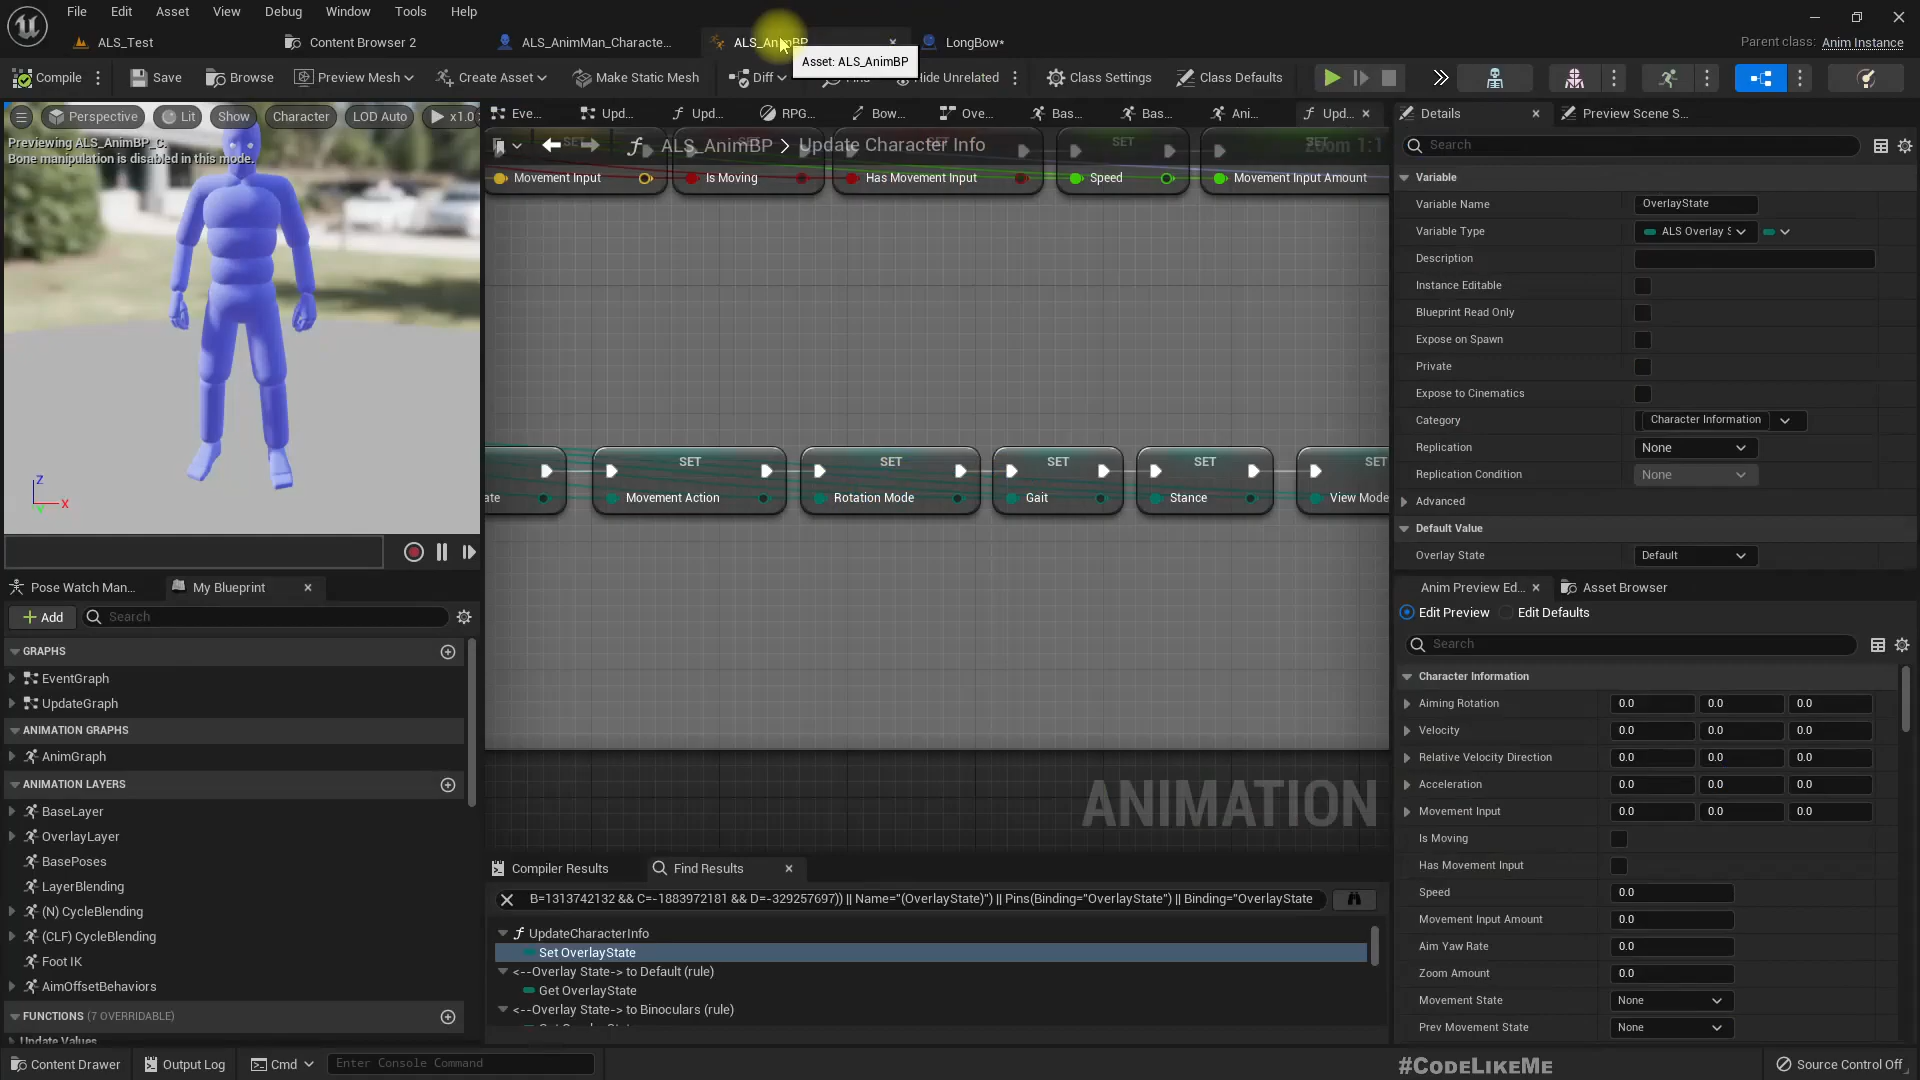 File Edit Asset View Debug Window Tools Help
ALS_Test Content Browser 2 ALS_AnimMan_Characte... ALS_AnimBP LongBow*
Parent class: Anim Instance
Asset: ALS_AnimBP
Compile Save Browse Preview Mesh Create Asset Make Static Mesh Diff Find Hide Unrelated Class Settings Class Defaults
Perspective Lit Show Character LOD Auto x1.0
Previewing ALS_AnimBP_C.
Bone manipulation is disabled in this mode.
Z
X
Y
Eve... Upd... Upd... RPG... Bow... Ove... Bas... Bas... Ani... Upd...
ALS_AnimBP > Update Character Info
Zoom 1:1
SET SET SET SET SET
Movement Input Is Moving Has Movement Input Speed Movement Input Amount
SET SET SET SET SET
ate Movement Action Rotation Mode Gait Stance View Mode
ANIMATION
Details Preview Scene S...
Search
Variable
Variable Name OverlayState
Variable Type ALS Overlay S
Description
Instance Editable
Blueprint Read Only
Expose on Spawn
Private
Expose to Cinematics
Category Character Information
Replication None
Replication Condition None
Advanced
Default Value
Overlay State Default
Anim Preview Ed... Asset Browser
Edit Preview Edit Defaults
Search
Character Information
Aiming Rotation 0.0 0.0 0.0
Velocity 0.0 0.0 0.0
Relative Velocity Direction 0.0 0.0 0.0
Acceleration 0.0 0.0 0.0
Movement Input 0.0 0.0 0.0
Is Moving
Has Movement Input
Speed 0.0
Movement Input Amount 0.0
Aim Yaw Rate 0.0
Zoom Amount 0.0
Movement State None
Prev Movement State None
Pose Watch Man... My Blueprint
Add Search
GRAPHS
EventGraph
UpdateGraph
ANIMATION GRAPHS
AnimGraph
ANIMATION LAYERS
BaseLayer
OverlayLayer
BasePoses
LayerBlending
(N) CycleBlending
(CLF) CycleBlending
Foot IK
AimOffsetBehaviors
FUNCTIONS (7 OVERRIDABLE)
Update Values
Compiler Results Find Results
B=1313742132 && C=-1883972181 && D=-329257697)) || Name="(OverlayState)") || Pins(Binding="OverlayState") || Binding="OverlayState
UpdateCharacterInfo
Set OverlayState
<--Overlay State-> to Default (rule)
Get OverlayState
<--Overlay State-> to Binoculars (rule)
Content Drawer Output Log Cmd Enter Console Command
#CODELIKEME
Source Control Off